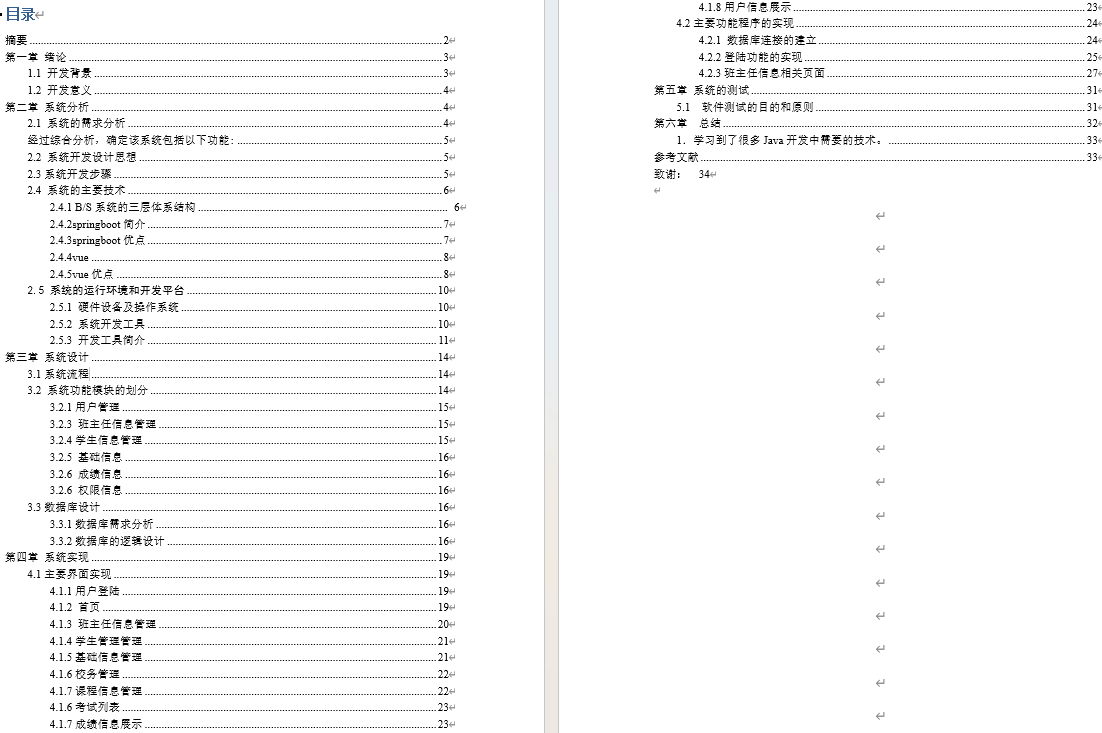 目录
摘要 2
第一章 绪论 3
1.1 开发背景 3
1.2 开发意义 4
第二章 系统分析 4
2.1 系统的需求分析 4
经过综合分析，确定该系统包括以下功能: 5
2.2 系统开发设计思想 5
2.3 系统开发步骤 5
2.4 系统的主要技术 6
2.4.1 B/S 系统的三层体系结构 6
2.4.2springboot 简介 7
2.4.3springboot 优点 7
2.4.4vue 8
2.4.5vue 优点 8
2. 5 系统的运行环境和开发平台 10
2.5.1 硬件设备及操作系统 10
2.5.2 系统开发工具 10
2.5.3 开发工具简介 11
第三章 系统设计 14
3.1 系统流程 14
3.2 系统功能模块的划分 14
3.2.1 用户管理 15
3.2.3 班主任信息管理 15
3.2.4 学生信息管理 15
3.2.5 基础信息 16
3.2.6 成绩信息 16
3.2.6 权限信息 16
3.3 数据库设计 16
3.3.1 数据库需求分析 16
3.3.2 数据库的逻辑设计 16
第四章 系统实现 19
4.1 主要界面实现 19
4.1.1 用户登陆 19
4.1.2 首页 19
4.1.3 班主任信息管理 20
4.1.4 学生管理管理 21
4.1.5 基础信息管理 21
4.1.6 校务管理 22
4.1.7 课程信息管理 22
4.1.6 考试列表 23
4.1.7 成绩信息展示 23
4.1.8 用户信息展示 23
4.2 主要功能程序的实现 24
4.2.1 数据库连接的建立 24
4.2.2 登陆功能的实现 25
4.2.3 班主任信息相关页面 27
第五章 系统的测试 31
5.1 软件测试的目的和原则 31
第六章 总结 32
1．学习到了很多 Java 开发中需要的技术。 33
参考文献 33
致谢： 34